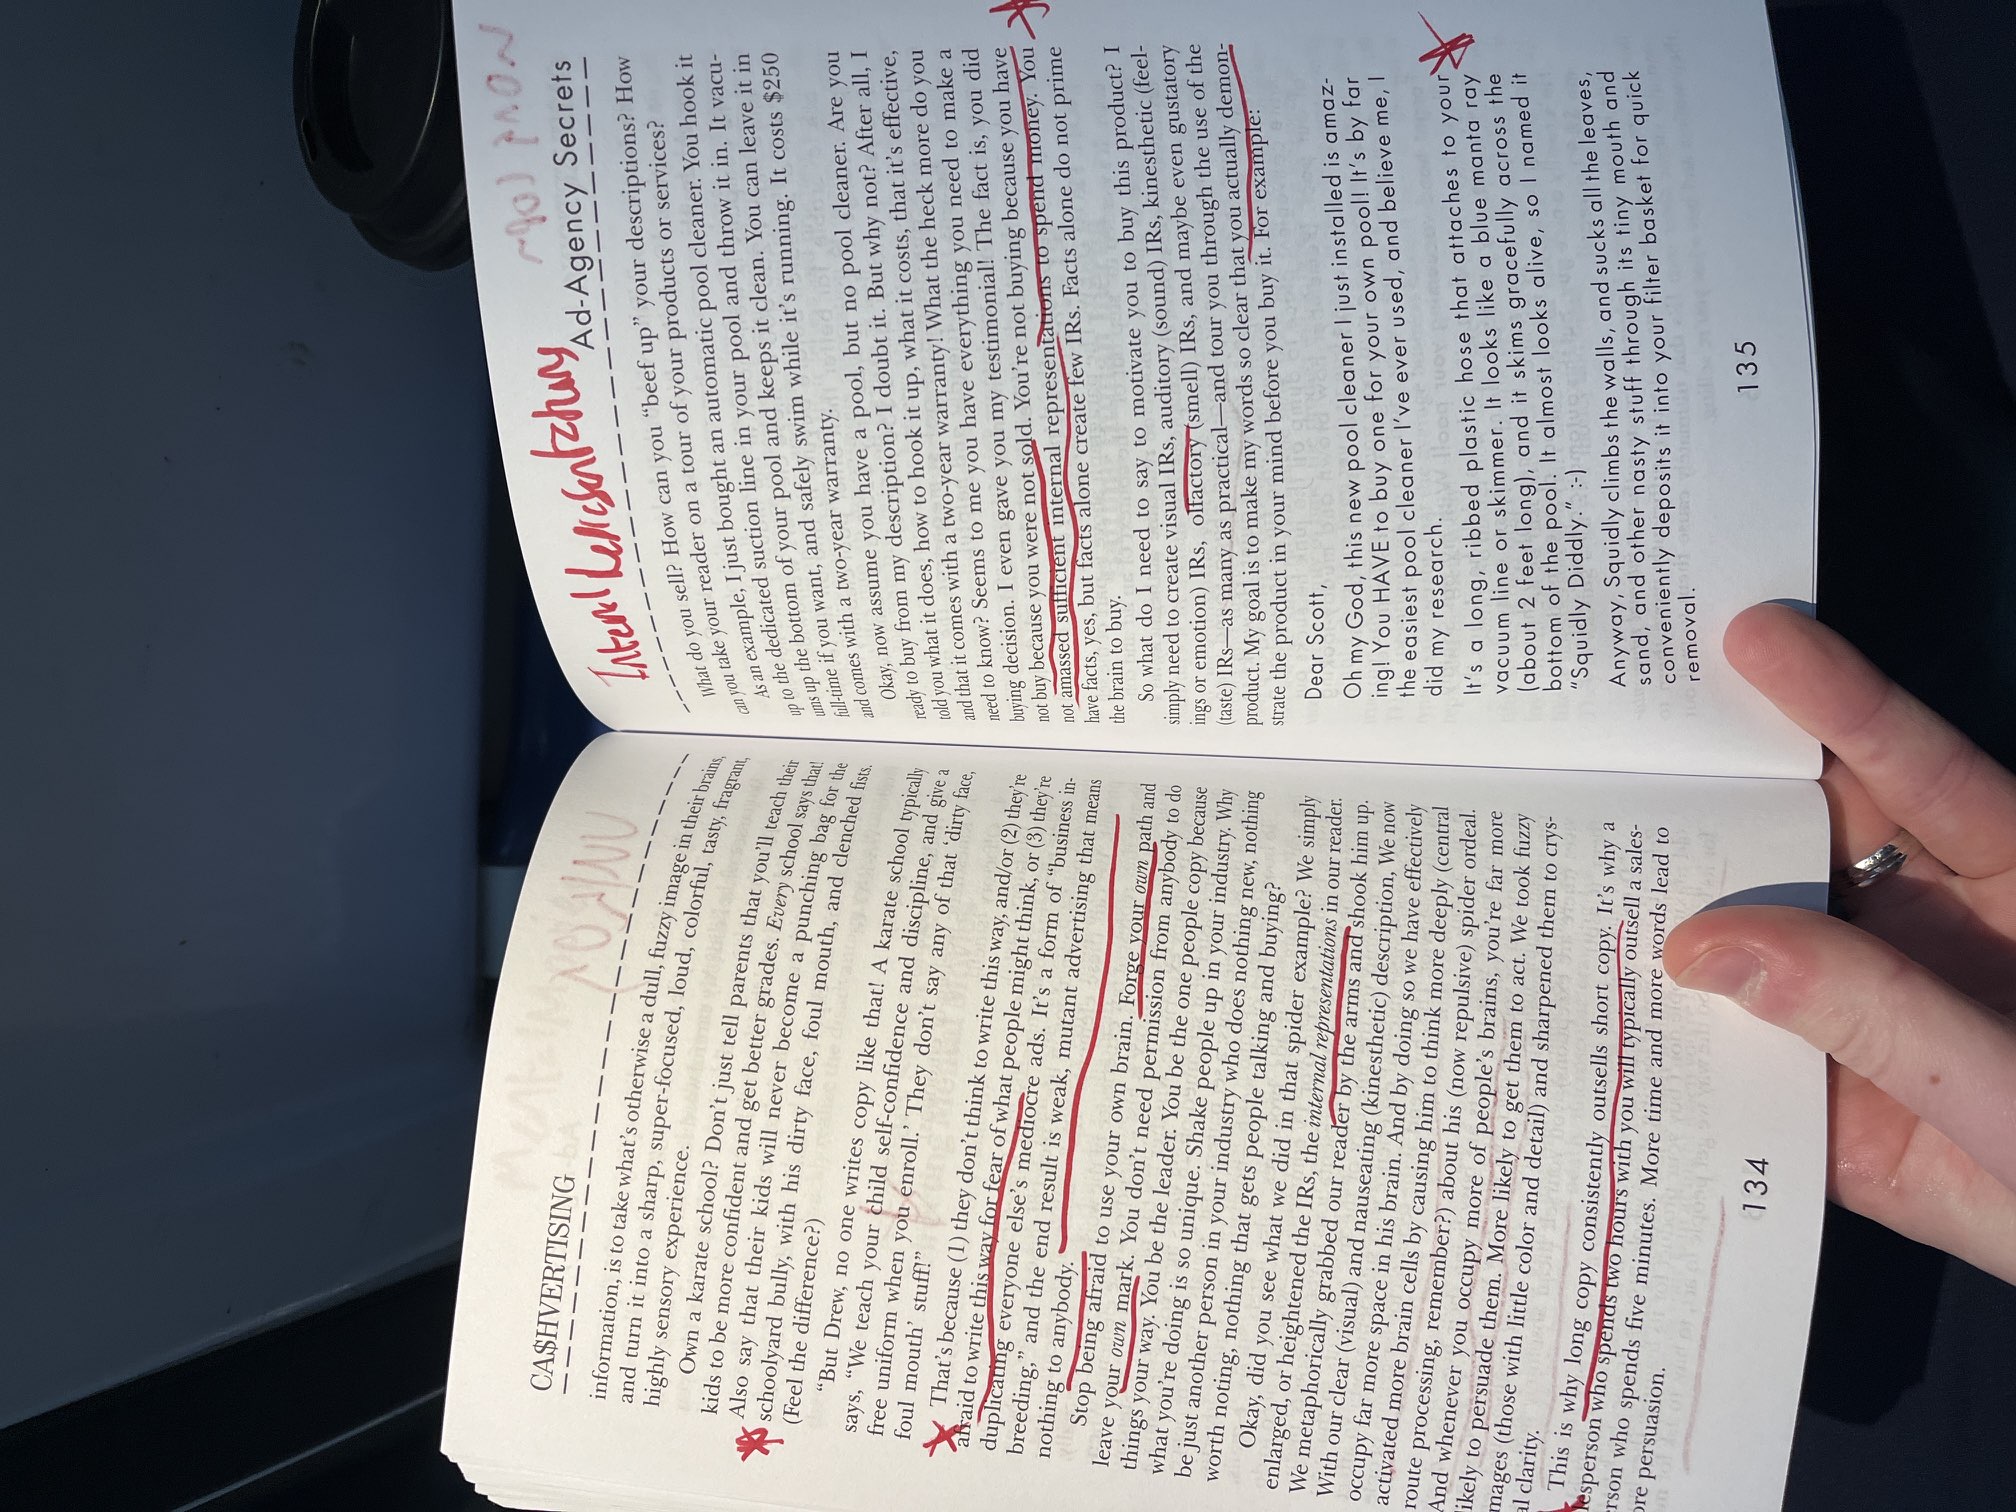 CA$HVERTISING
information, is to take what's otherwise a dull, fuzzy image in their brains,
and turn it into a sharp, super-focused, loud, colorful, tasty, fragrant,
highly sensory experience.
Own a karate school? Don't just tell parents that you'll teach their
kids to be more confident and get better grades. Every school says that!
Also say that their kids will never become a punching bag for the
schoolyard bully, with his dirty face, foul mouth, and clenched fists.
(Feel the difference?)
"But Drew, no one writes copy like that! A karate school typically
says, "We teach your child self-confidence and discipline, and give a
free uniform when you enroll.' They don't say any of that 'dirty face,
foul mouth' stuff!"
That's because (1) they don't think to write this way, and/or (2) they're
afraid to write this way for fear of what people might think, or (3) they're
duplicating everyone else's mediocre ads. It's a form of "business in-
breeding," and the end result is weak, mutant advertising that means
nothing to anybody.
Stop being afraid to use your own brain. Forge your own path and
leave your own mark. You don't need permission from anybody to do
things your way. You be the leader. You be the one people copy because
what you're doing is so unique. Shake people up in your industry. Why
be just another person in your industry who does nothing new, nothing
worth noting, nothing that gets people talking and buying?
Okay, did you see what we did in that spider example? We simply
enlarged, or heightened the IRs, the internal representations in our reader.
We metaphorically grabbed our reader by the arms and shook him up.
With our clear (visual) and nauseating (kinesthetic) description, We now
occupy far more space in his brain. And by doing so we have effectively
activated more brain cells by causing him to think more deeply (central
route processing, remember?) about his (now repulsive) spider ordeal.
And whenever you occupy more of people's brains, you're far more
likely to persuade them. More likely to get them to act. We took fuzzy
mages (those with little color and detail) and sharpened them to crys-
al clarity.
This is why long copy consistently outsells short copy. It's why a
lesperson who spends two hours with you will typically outsell a sales-
erson who spends five minutes. More time and more words lead to
ore persuasion.
134
Internal Representations
Ad-Agency Secrets
What do you sell? How can you "beef up" your descriptions? How
can you take your reader on a tour of your products or services?
As an example, I just bought an automatic pool cleaner. You hook it
up to the dedicated suction line in your pool and throw it in. It vacu-
ums up the bottom of your pool and keeps it clean. You can leave it in
full-time if you want, and safely swim while it's running. It costs $250
and comes with a two-year warranty.
Okay, now assume you have a pool, but no pool cleaner. Are you
ready to buy from my description? I doubt it. But why not? After all, I
told you what it does, how to hook it up, what it costs, that it's effective,
and that it comes with a two-year warranty! What the heck more do you
need to know? Seems to me you have everything you need to make a
buying decision. I even gave you my testimonial! The fact is, you did
not buy because you were not sold. You're not buying because you have
not amassed sufficient internal representations to spend money. You
have facts, yes, but facts alone create few IRs. Facts alone do not prime
the brain to buy.
So what do I need to say to motivate you to buy this product? I
simply need to create visual IRs, auditory (sound) IRs, kinesthetic (feel-
ings or emotion) IRs, olfactory (smell) IRs, and maybe even gustatory
(taste) IRs—as many as practical—and tour you through the use of the
product. My goal is to make my words so clear that you actually demon-
strate the product in your mind before you buy it. For example:
Dear Scott,
Oh my God, this new pool cleaner I just installed is amaz-
ing! You HAVE to buy one for your own pool! It's by far
the easiest pool cleaner I've ever used, and believe me, I
did my research.
It's a long, ribbed plastic hose that attaches to your
vacuum line or skimmer. It looks like a blue manta ray
(about 2 feet long), and it skims gracefully across the
bottom of the pool. It almost looks alive, so I named it
"Squidly Diddly." :-)
Anyway, Squidly climbs the walls, and sucks all the leaves,
sand, and other nasty stuff through its tiny mouth and
conveniently deposits it into your filter basket for quick
removal.
135